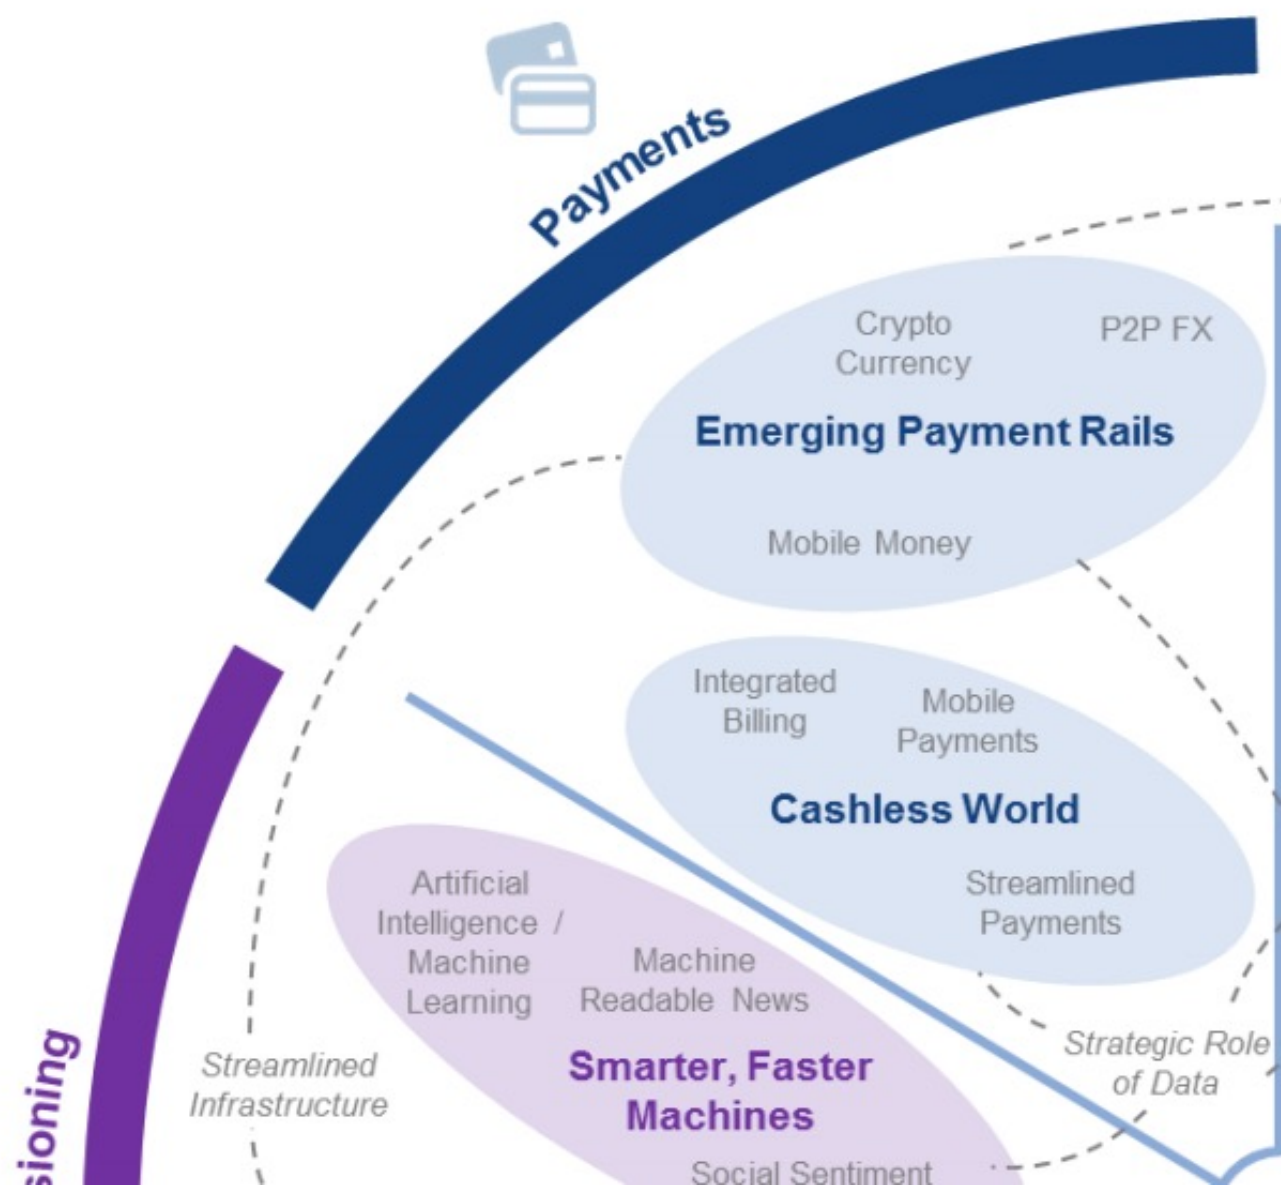 Payments
Crypto
Currency
P2P FX
Emerging Payment Rails
Mobile Money
Integrated
Billing
Mobile
Payments
Cashless World
Streamlined
Payments
Artificial
Intelligence /
Machine
Learning
Machine
Readable News
Smarter, Faster
Machines
Social Sentiment
Streamlined
Infrastructure
Strategic Role
of Data
sioning